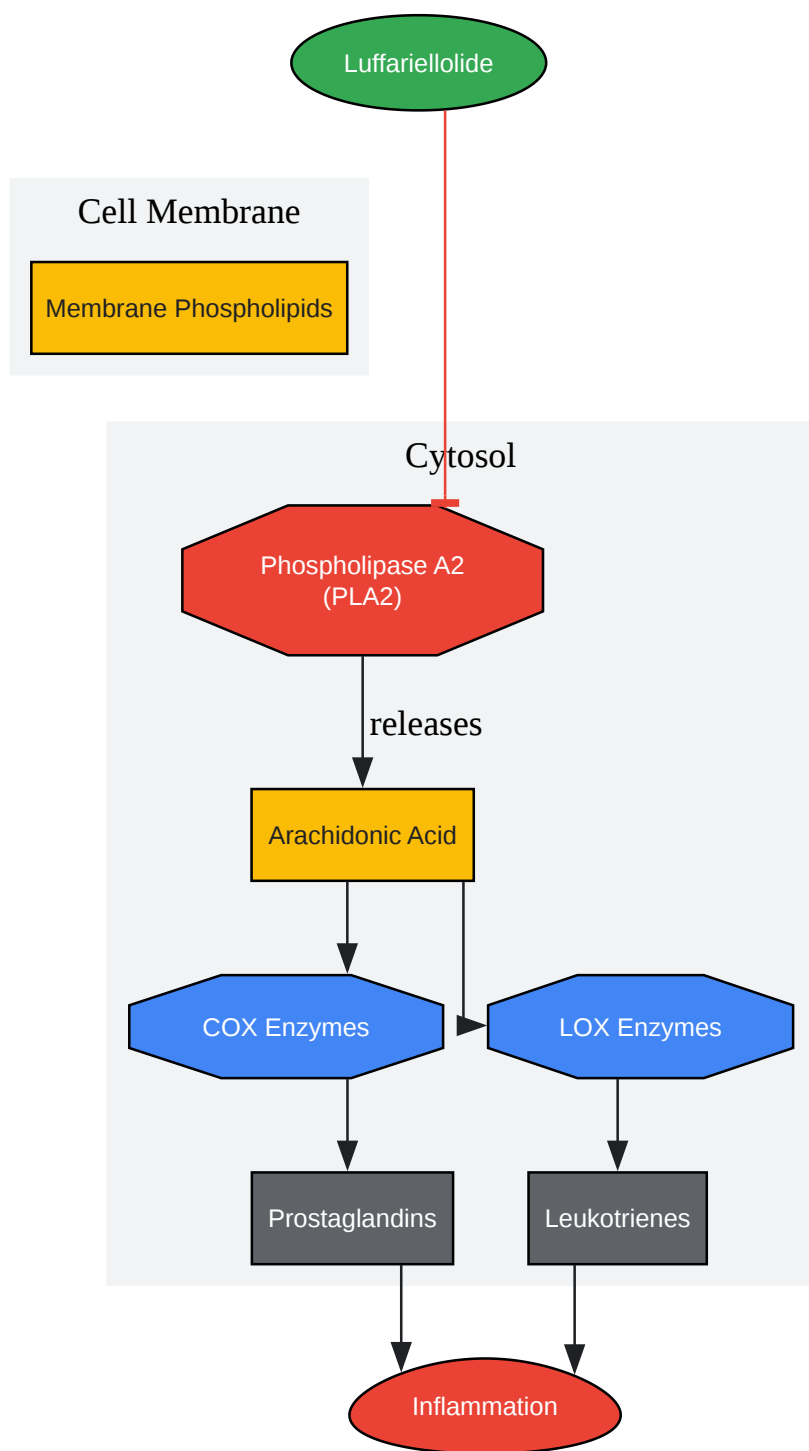 Luffariellolide
Cell Membrane
Membrane Phospholipids
Cytosol
Phospholipase A2
(PLA2)
releases
Arachidonic Acid
COX Enzymes
LOX Enzymes
Prostaglandins
Leukotrienes
Inflammation